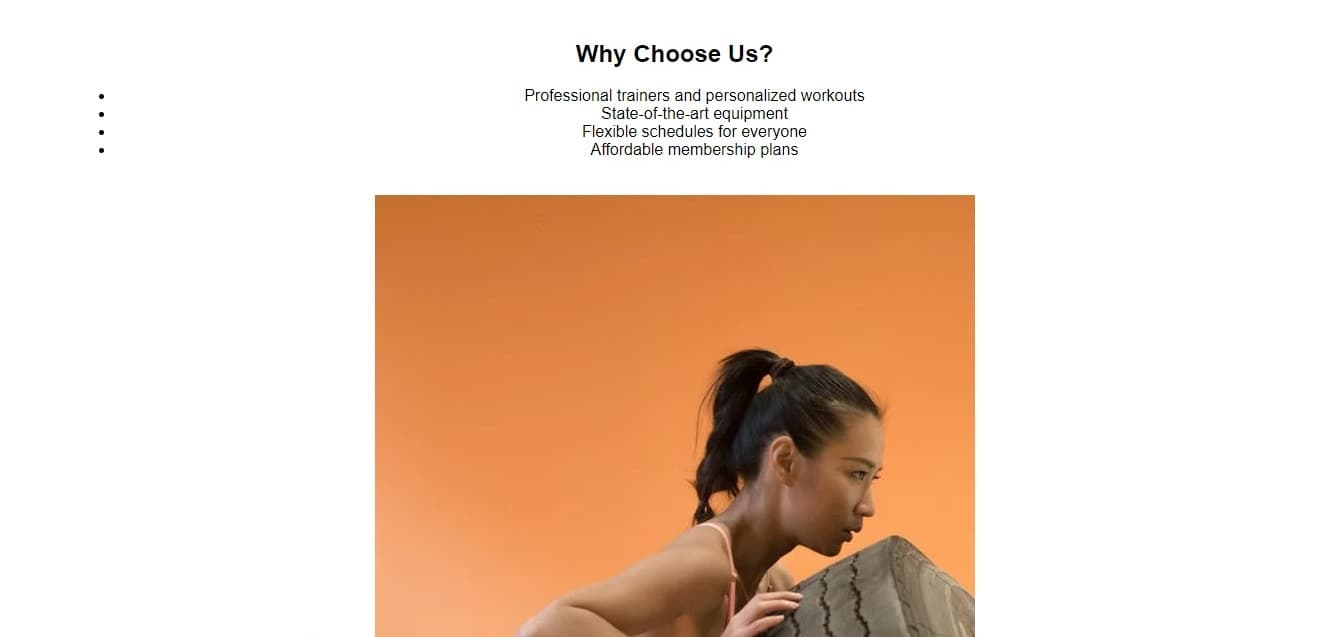 Why Choose Us?
Professional trainers and personalized workouts
State-of-the-art equipment
Flexible schedules for everyone
Affordable membership plans